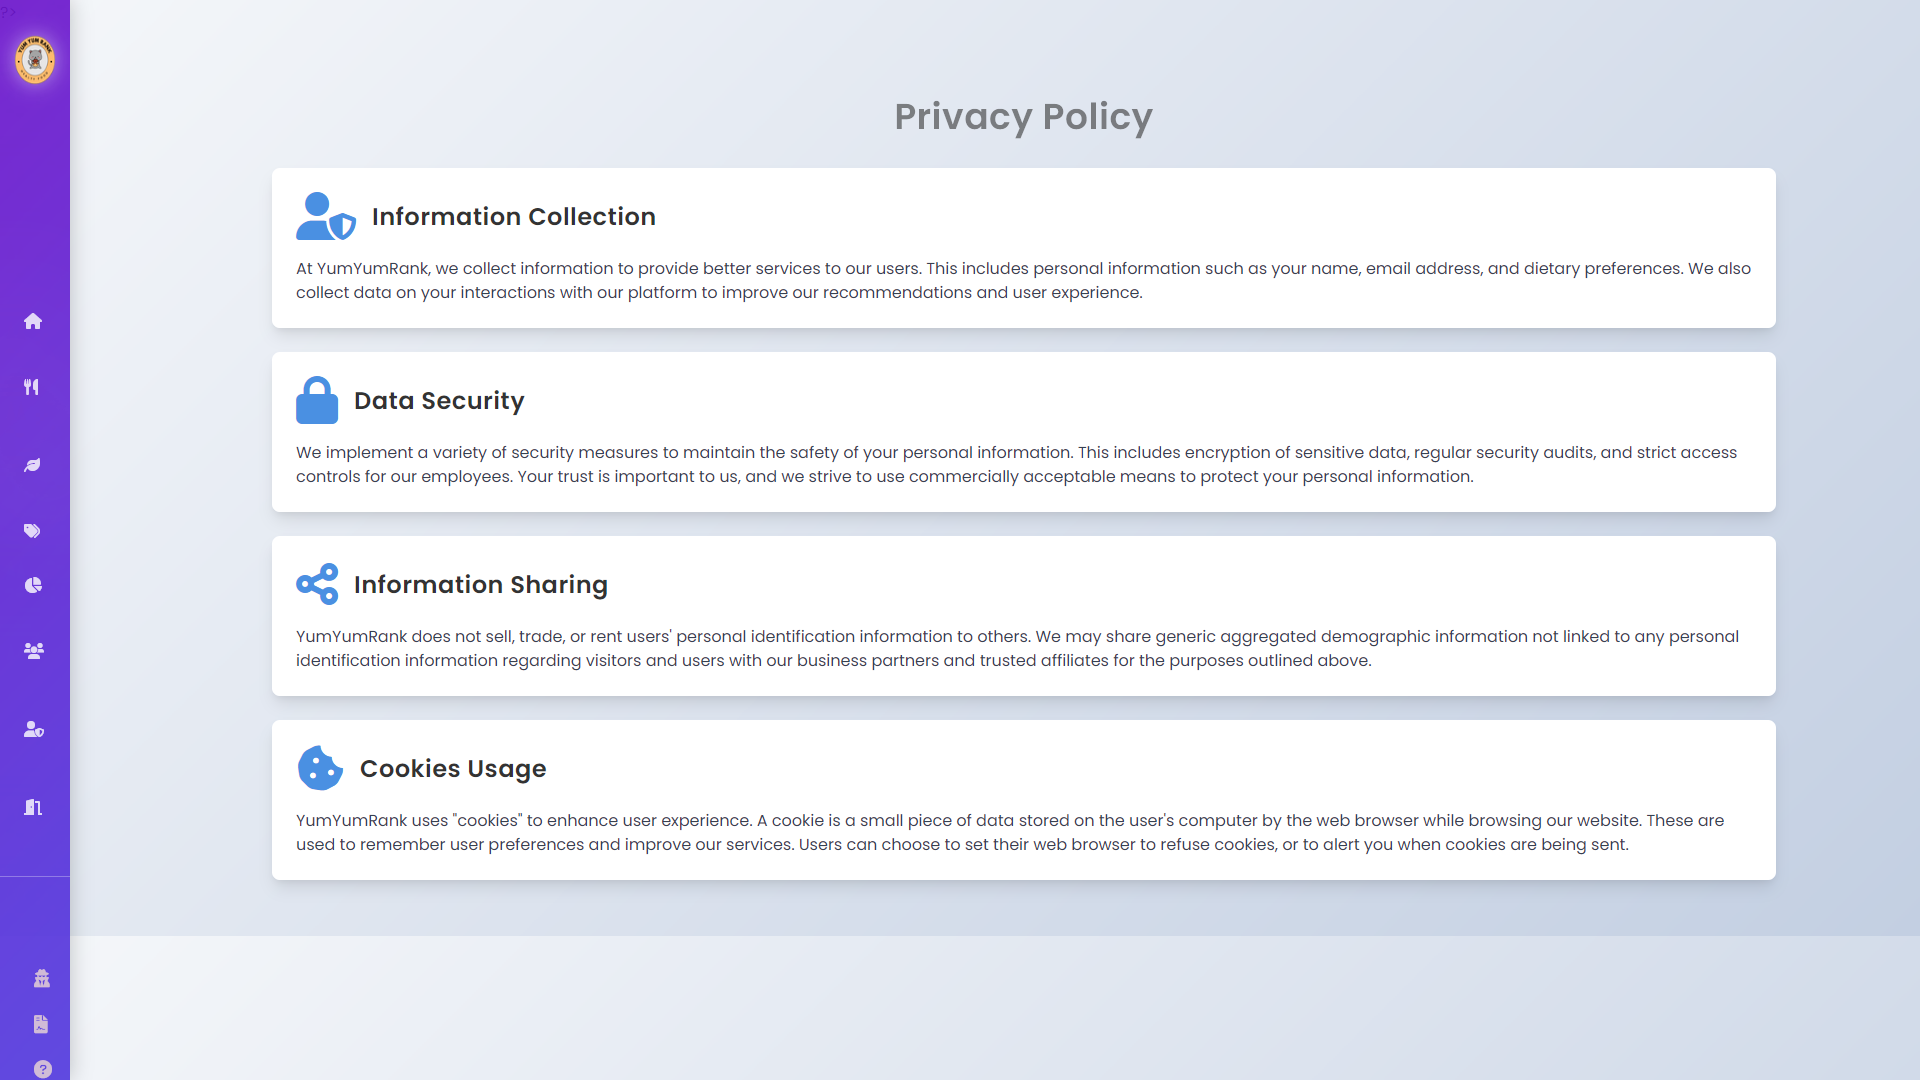 ?>
YUM YUM RANK
Privacy Policy
Information Collection
At YumYumRank, we collect information to provide better services to our users. This includes personal information such as your name, email address, and dietary preferences. We also
collect data on your interactions with our platform to improve our recommendations and user experience.
Data Security
We implement a variety of security measures to maintain the safety of your personal information. This includes encryption of sensitive data, regular security audits, and strict access
controls for our employees. Your trust is important to us, and we strive to use commercially acceptable means to protect your personal information.
Information Sharing
YumYumRank does not sell, trade, or rent users' personal identification information to others. We may share generic aggregated demographic information not linked to any personal
identification information regarding visitors and users with our business partners and trusted affiliates for the purposes outlined above.
Cookies Usage
YumYumRank uses "cookies" to enhance user experience. A cookie is a small piece of data stored on the user's computer by the web browser while browsing our website. These are
used to remember user preferences and improve our services. Users can choose to set their web browser to refuse cookies, or to alert you when cookies are being sent.